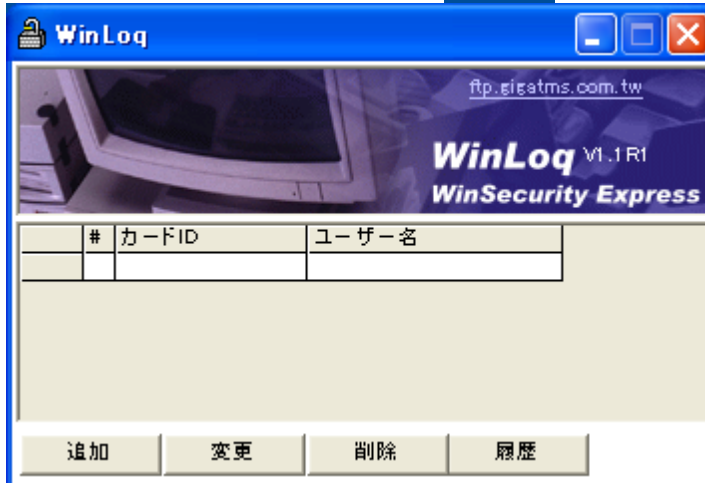 WinLoq
ftp.gigatms.com.tw
WinLoq V1.1 R1
WinSecurity Express
# カードID ユーザー名
追加 変更 削除 履歴